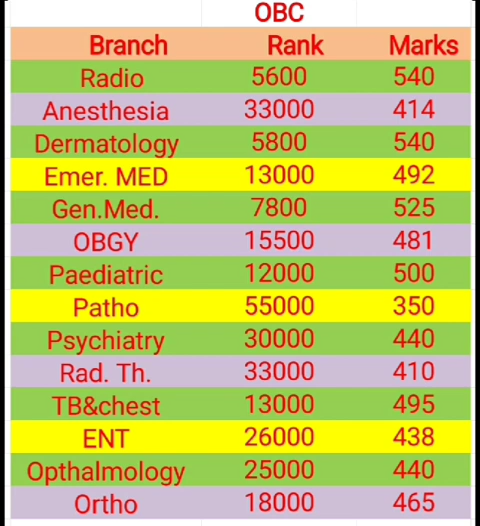 OBC
Branch Rank Marks
Radio 5600 540
Anesthesia 33000 414
Dermatology 5800 540
Emer. MED 13000 492
Gen.Med. 7800 525
OBGY 15500 481
Paediatric 12000 500
Patho 55000 350
Psychiatry 30000 440
Rad. Th. 33000 410
TB&chest 13000 495
ENT 26000 438
Opthalmology 25000 440
Ortho 18000 465